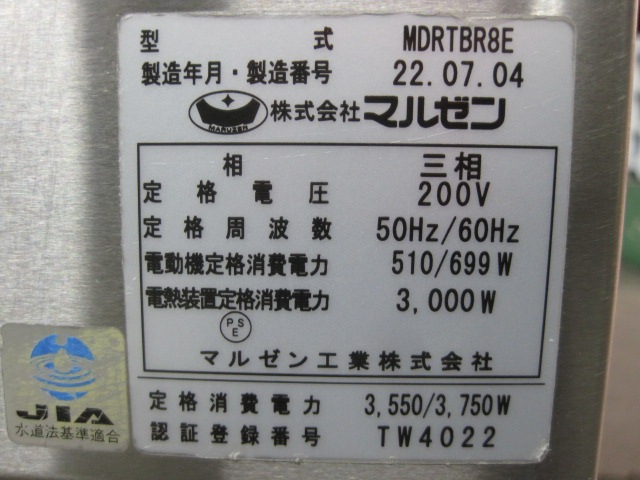 型式 MDRTBR8E
製造年月・製造番号 22.07.04
MARUZEN 株式会社マルゼン
相 三相
定格電圧 200V
定格周波数 50Hz/60Hz
電動機定格消費電力 510/699W
電熱装置定格消費電力 3,000W
PS
E
マルゼン工業株式会社
定格消費電力 3,550/3,750W
認証登録番号 TW4022
JIA
水道法基準適合